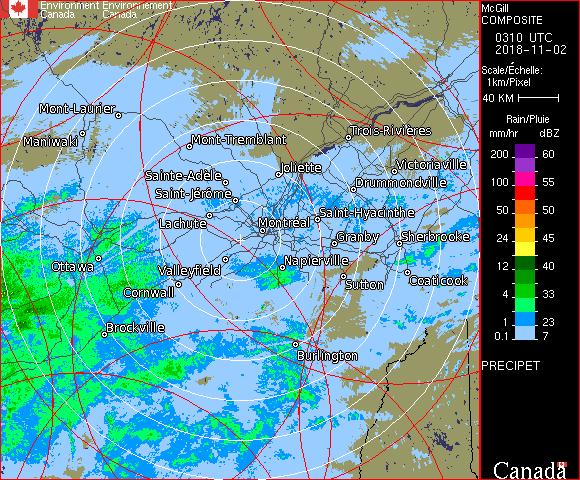 Environment Environnement
Canada Canada
McGill
COMPOSITE
0310 UTC
2018-11-02
Scale/Échelle:
1km/Pixel
40 KM
Rain/Pluie
mm/hr dBZ
200 60
100 55
50 50
24 45
12 40
4 33
2 23
0.1 7
PRECIPET
Canada
Mont-Laurier
Maniwaki
Mont-Tremblant
Trois-Rivières
Joliette
Victoriaville
Sainte-Adèle
Drummondville
Saint-Jérôme
Saint-Hyacinthe
Lachute
Montréal
Granby
Sherbrooke
Ottawa
Valleyfield
Napierville
Cornwall
Sutton
Coaticook
Brockville
Burlington